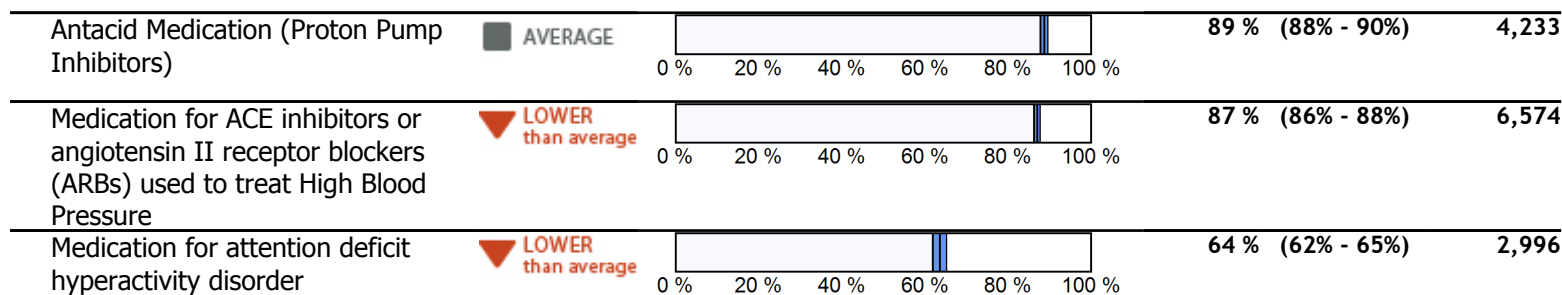 Antacid Medication (Proton Pump Inhibitors)
AVERAGE
0 % 20 % 40 % 60 % 80 % 100 %
89 % (88% - 90%) 4,233
Medication for ACE inhibitors or
angiotensin II receptor blockers
(ARBs) used to treat High Blood
Pressure
LOWER
than average
0 % 20 % 40 % 60 % 80 % 100 %
87 % (86% - 88%) 6,574
Medication for attention deficit
hyperactivity disorder
LOWER
than average
0 % 20 % 40 % 60 % 80 % 100 %
64 % (62% - 65%) 2,996